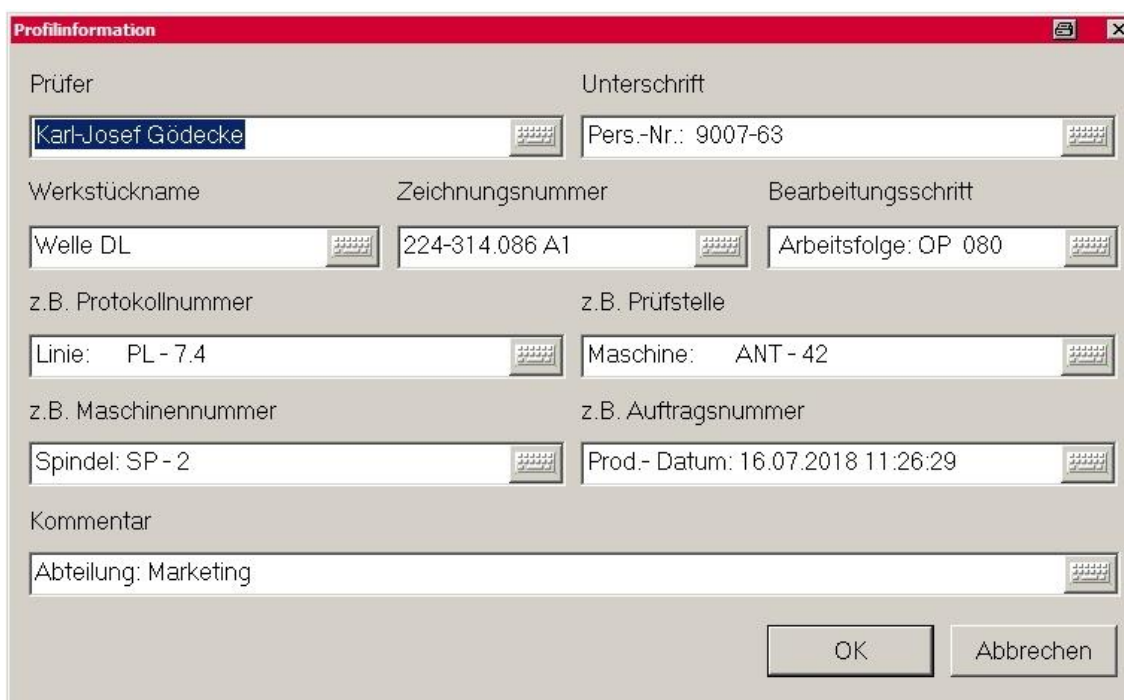 Profilinformation
Prüfer Unterschrift
Karl-Josef Gödecke Pers.-Nr.: 9007-63
Werkstückname Zeichnungsnummer Bearbeitungsschritt
Welle DL 224-314.086 A1 Arbeitsfolge: OP 080
z.B. Protokollnummer z.B. Prüfstelle
Linie: PL - 7.4 Maschine: ANT - 42
z.B. Maschinennummer z.B. Auftragsnummer
Spindel: SP - 2 Prod.- Datum: 16.07.2018 11:26:29
Kommentar
Abteilung: Marketing
OK Abbrechen